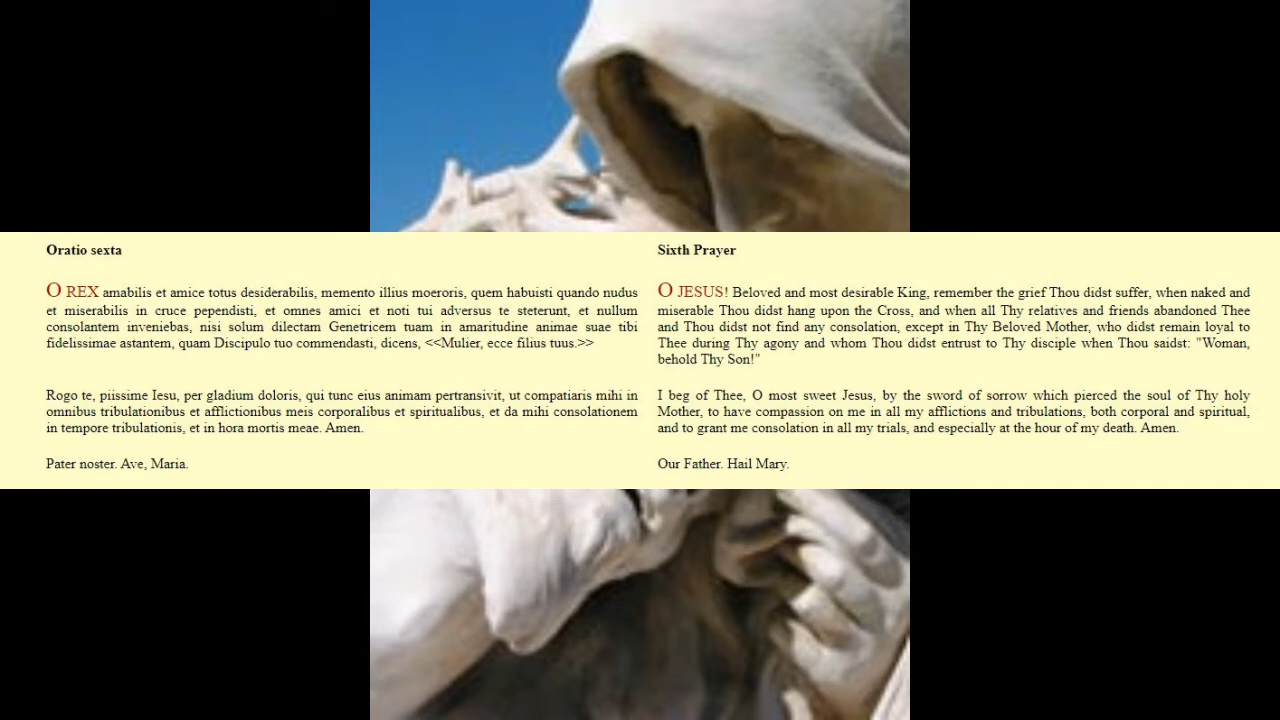 Oratio sexta
O REX amabilis et amice totus desiderabilis, memento illius moeroris, quem habuisti quando nudus
et miserabilis in cruce pependisti, et omnes amici et noti tui adversus te steterunt, et nullum
consolantem inveniebas, nisi solum dilectam Genetricem tuam in amaritudine animae suae tibi
fidelissimae astantem, quam Discipulo tuo commendasti, dicens, <<Mulier, ecce filius tuus.>>
Rogo te, piissime Iesu, per gladium doloris, qui tunc eius animam pertransivit, ut compatiaris mihi in
omnibus tribulationibus et afflictionibus meis corporalibus et spiritualibus, et da mihi consolationem
in tempore tribulationis, et in hora mortis meae. Amen.
Pater noster. Ave, Maria.
Sixth Prayer
O JESUS! Beloved and most desirable King, remember the grief Thou didst suffer, when naked and
miserable Thou didst hang upon the Cross, and when all Thy relatives and friends abandoned Thee
and Thou didst not find any consolation, except in Thy Beloved Mother, who didst remain loyal to
Thee during Thy agony and whom Thou didst entrust to Thy disciple when Thou saidst: "Woman,
behold Thy Son!"
I beg of Thee, O most sweet Jesus, by the sword of sorrow which pierced the soul of Thy holy
Mother, to have compassion on me in all my afflictions and tribulations, both corporal and spiritual,
and to grant me consolation in all my trials, and especially at the hour of my death. Amen.
Our Father. Hail Mary.